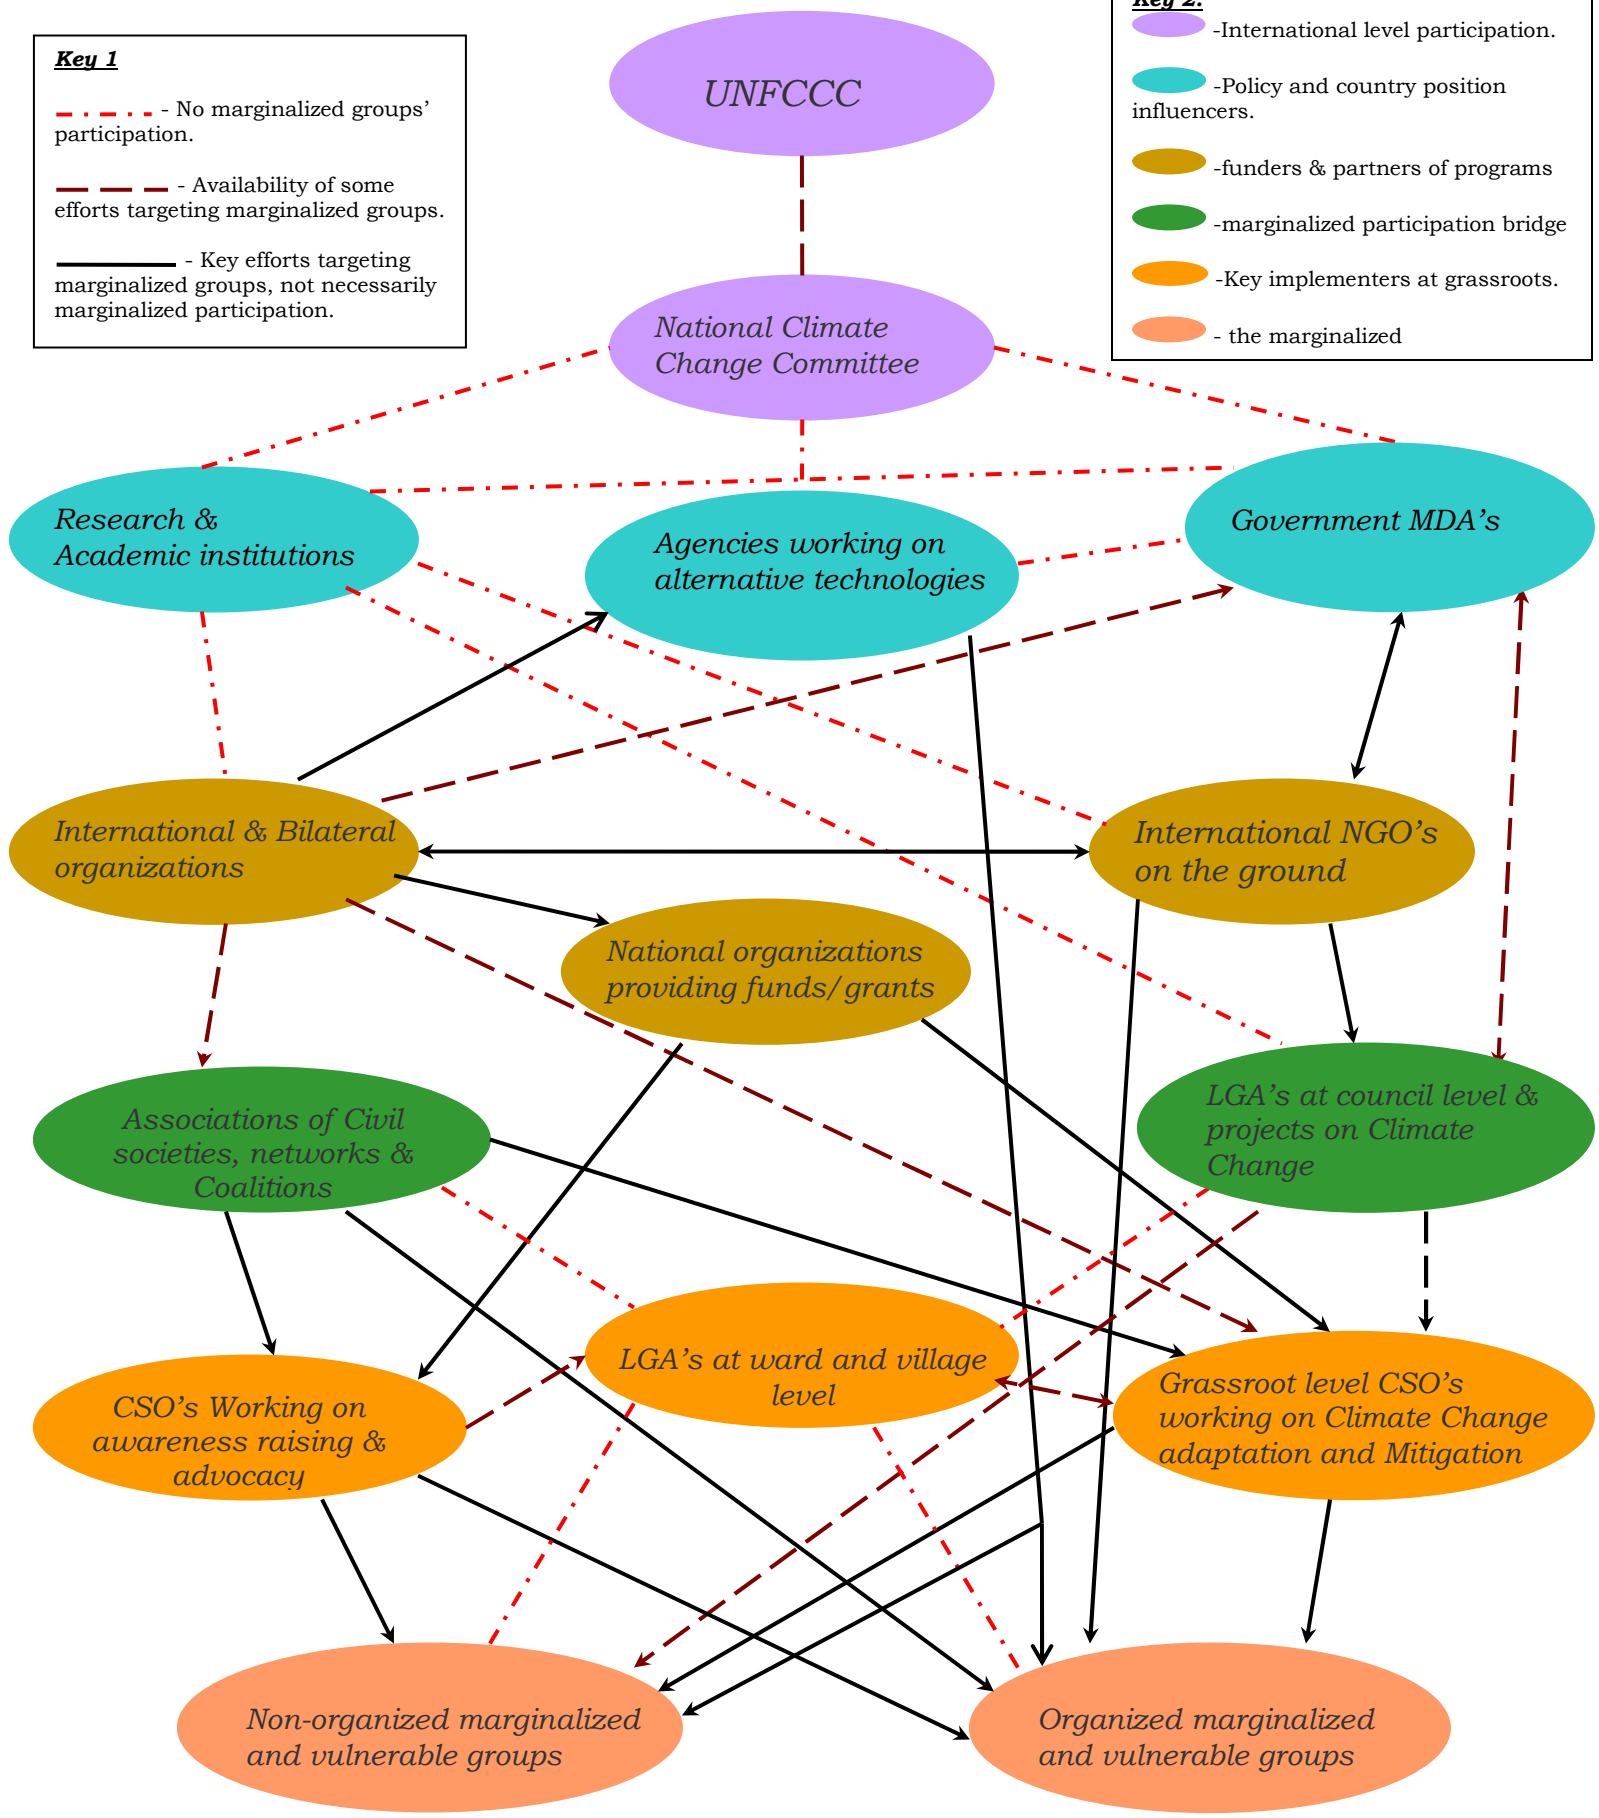 Key 1
- No marginalized groups’
participation.
- Availability of some
efforts targeting marginalized groups.
- Key efforts targeting
marginalized groups, not necessarily
marginalized participation.
Key 2:
-International level participation.
-Policy and country position
influencers.
-funders & partners of programs
-marginalized participation bridge
-Key implementers at grassroots.
- the marginalized
UNFCCC
National Climate
Change Committee
Research &
Academic institutions
Agencies working on
alternative technologies
Government MDA’s
International & Bilateral
organizations
International NGO’s
on the ground
National organizations
providing funds/grants
Associations of Civil
societies, networks &
Coalitions
LGA’s at council level &
projects on Climate
Change
LGA’s at ward and village
level
CSO’s Working on
awareness raising &
advocacy
Grassroot level CSO’s
working on Climate Change
adaptation and Mitigation
Non-organized marginalized
and vulnerable groups
Organized marginalized
and vulnerable groups